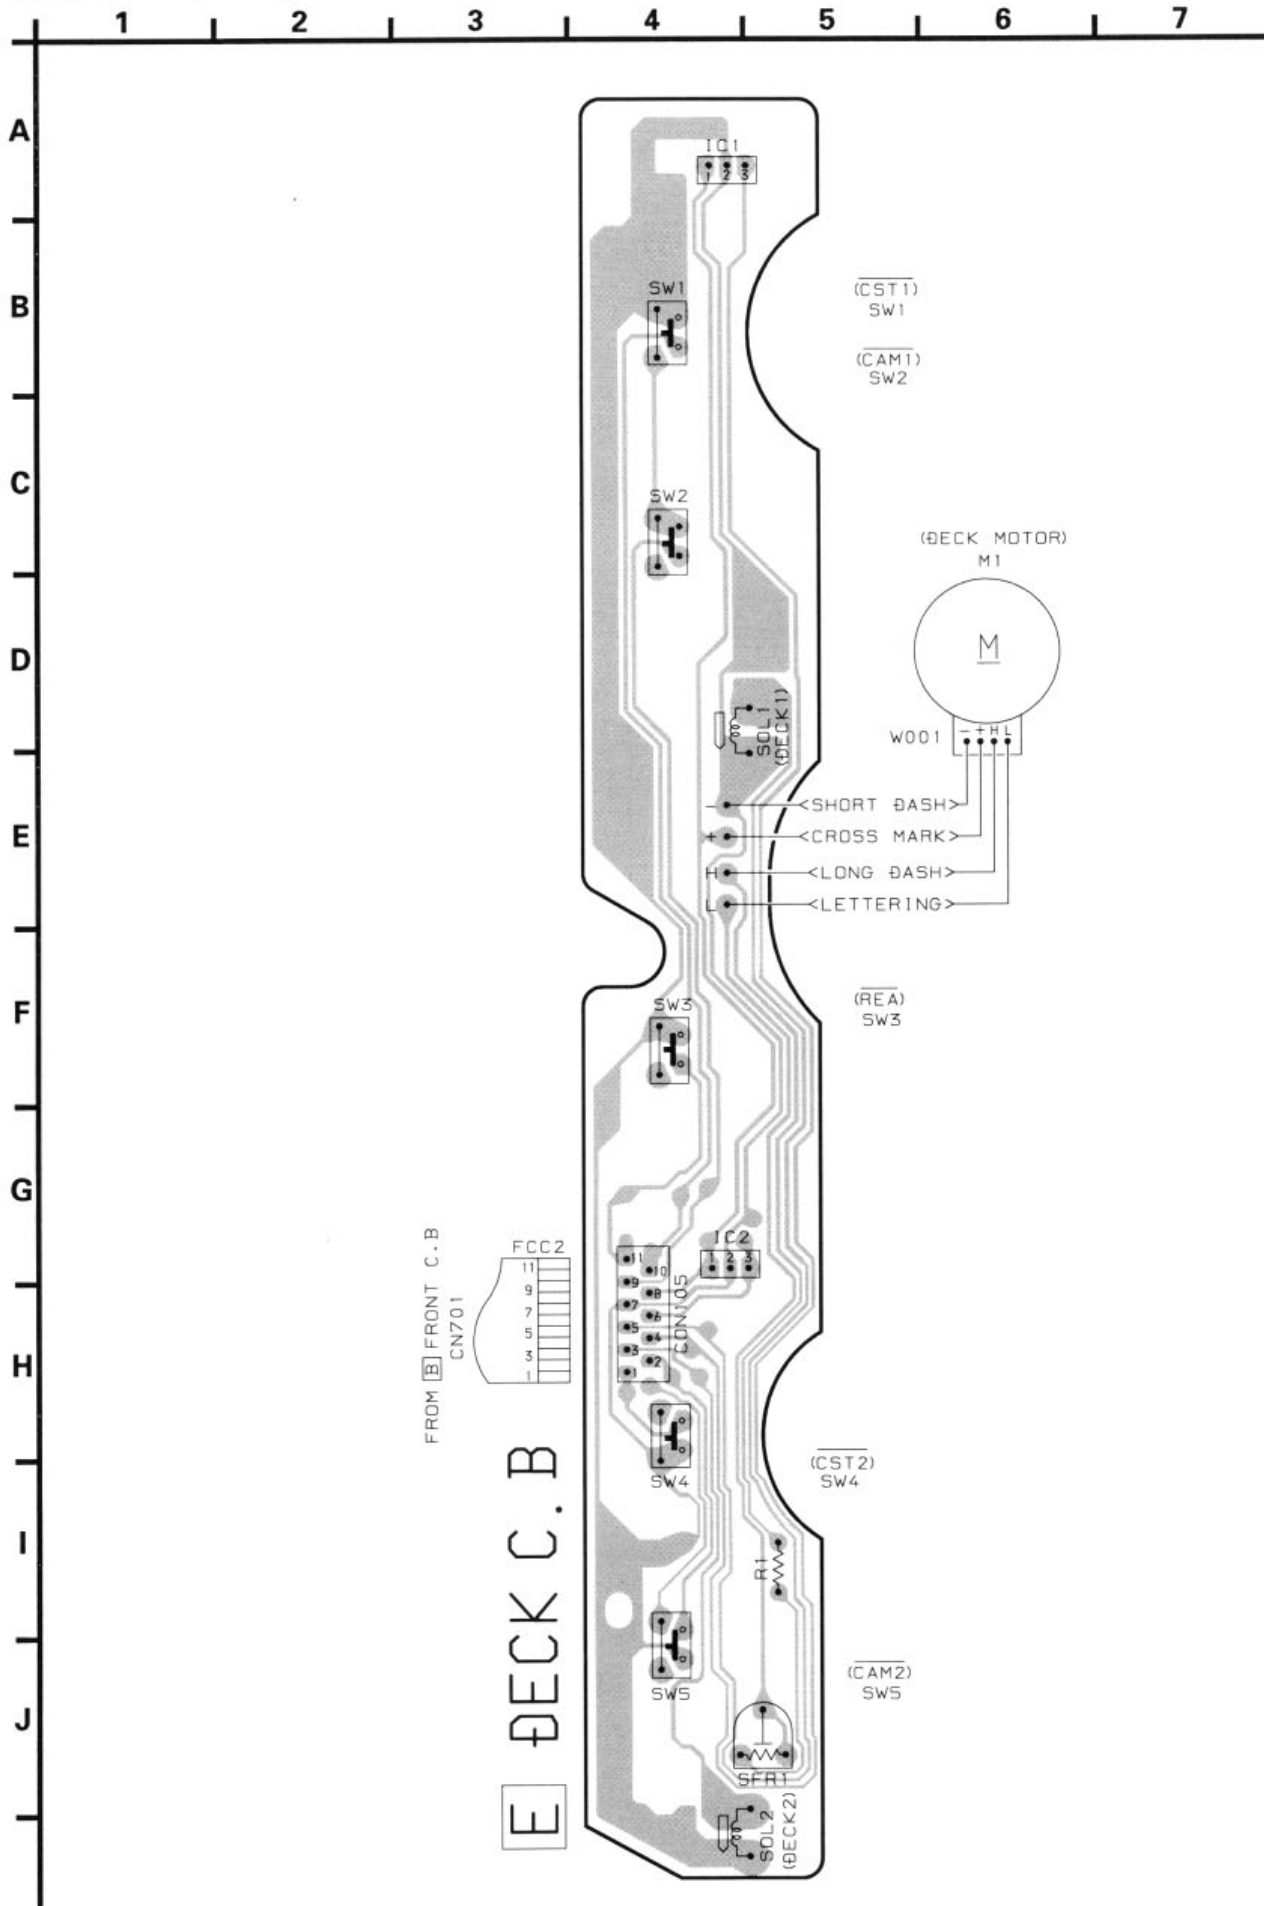 1 2 3 4 5 6 7
A
IC1
1 2 3
B
SW1
(CST1)
SW1
(CAM1)
SW2
C
SW2
(DECK MOTOR)
M1
D
M
SOL1
(DECK1)
W001
- + H L
E
- <SHORT DASH>
+ <CROSS MARK>
H <LONG DASH>
L <LETTERING>
F
SW3
(REA)
SW3
G
FROM B FRONT C.B
CN701
FCC2
11
9
7
5
3
1
11
10
9
8
7
6
5
4
3
2
1
CON105
IC2
1 2 3
H
SW4
(CST2)
SW4
I
R1
E DECK C.B
J
SW5
(CAM2)
SW5
SFR1
SOL2
(DECK2)